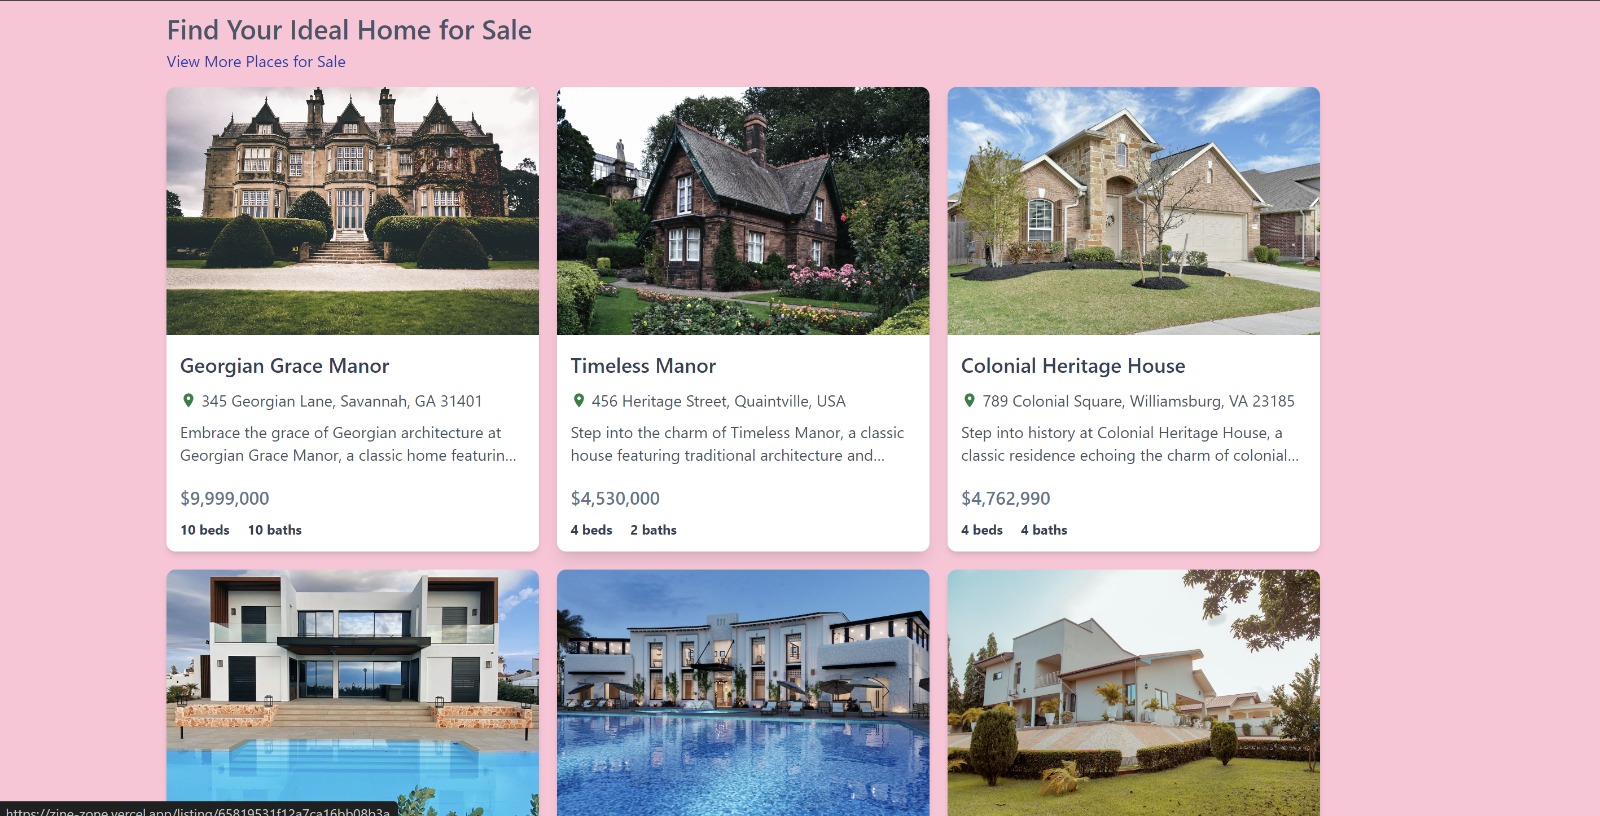 Find Your Ideal Home for Sale
View More Places for Sale
Georgian Grace Manor
345 Georgian Lane, Savannah, GA 31401
Embrace the grace of Georgian architecture at
Georgian Grace Manor, a classic home featurin...
$9,999,000
10 beds 10 baths
Timeless Manor
456 Heritage Street, Quaintville, USA
Step into the charm of Timeless Manor, a classic
house featuring traditional architecture and...
$4,530,000
4 beds 2 baths
Colonial Heritage House
789 Colonial Square, Williamsburg, VA 23185
Step into history at Colonial Heritage House, a
classic residence echoing the charm of colonial...
$4,762,990
4 beds 4 baths
https://zine-zone.vercel.app/listing/65819531f12a7ca16bb08b3a